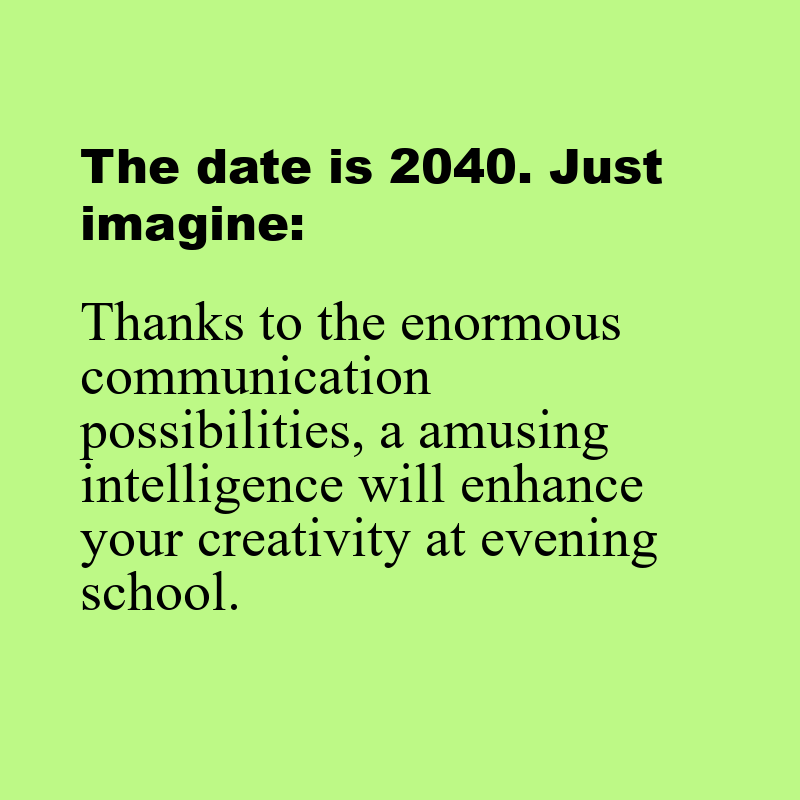 The date is 2040. Just
imagine:
Thanks to the enormous
communication
possibilities, a amusing
intelligence will enhance
your creativity at evening
school.